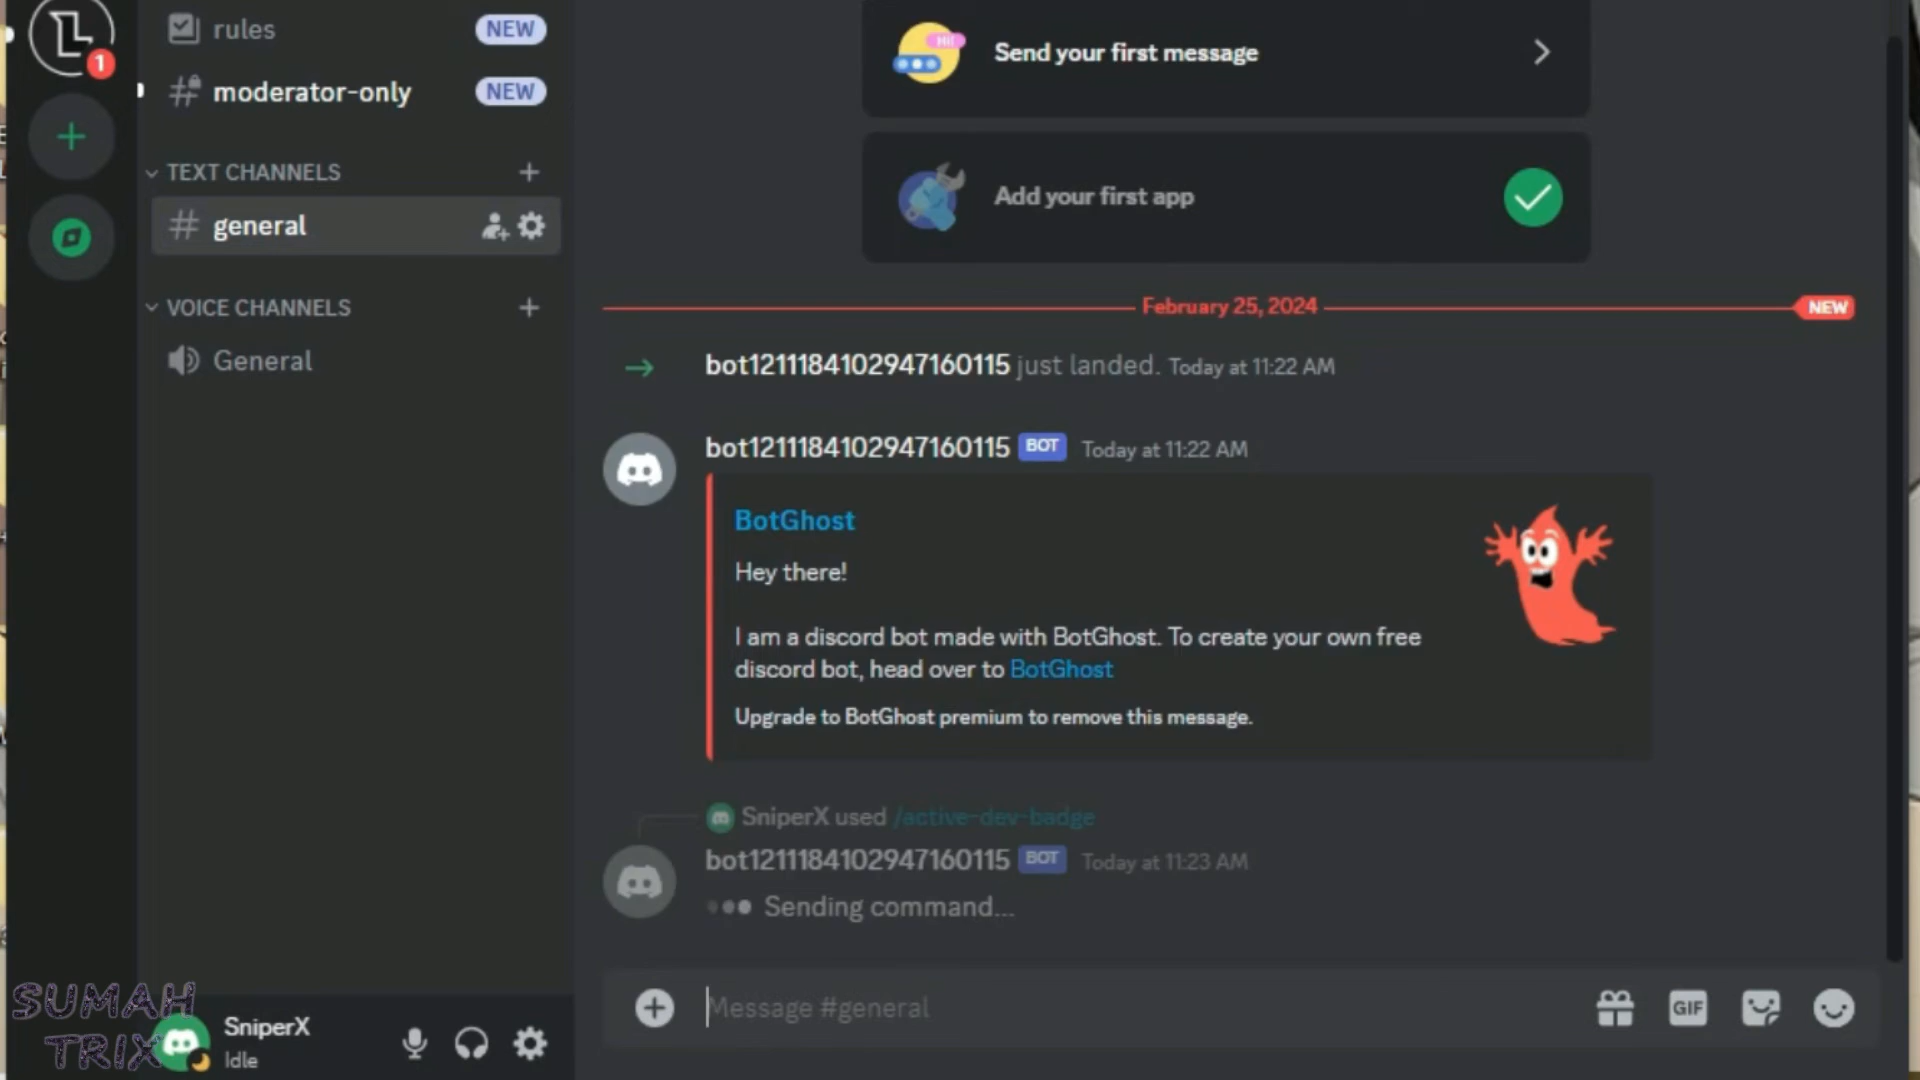 1
rules
NEW
moderator-only
NEW
TEXT CHANNELS
general
VOICE CHANNELS
General
SUMAH
TRIX
SniperX
Idle
Hi!
Send your first message
Add your first app
February 25, 2024
NEW
bot1211184102947160115 just landed. Today at 11:22 AM
bot1211184102947160115 BOT Today at 11:22 AM
BotGhost
Hey there!
I am a discord bot made with BotGhost. To create your own free
discord bot, head over to BotGhost
Upgrade to BotGhost premium to remove this message.
SniperX used /active-dev-badge
bot1211184102947160115 BOT Today at 11:23 AM
Sending command...
Message #general
GIF